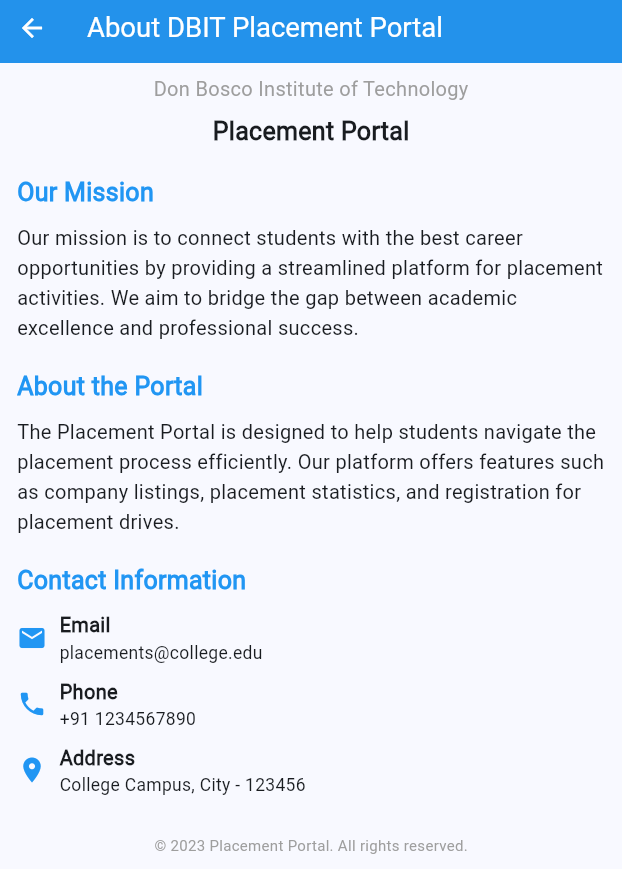 About DBIT Placement Portal
Don Bosco Institute of Technology
Placement Portal
Our Mission
Our mission is to connect students with the best career
opportunities by providing a streamlined platform for placement
activities. We aim to bridge the gap between academic
excellence and professional success.
About the Portal
The Placement Portal is designed to help students navigate the
placement process efficiently. Our platform offers features such
as company listings, placement statistics, and registration for
placement drives.
Contact Information
Email
placements@college.edu
Phone
+91 1234567890
Address
College Campus, City - 123456
© 2023 Placement Portal. All rights reserved.